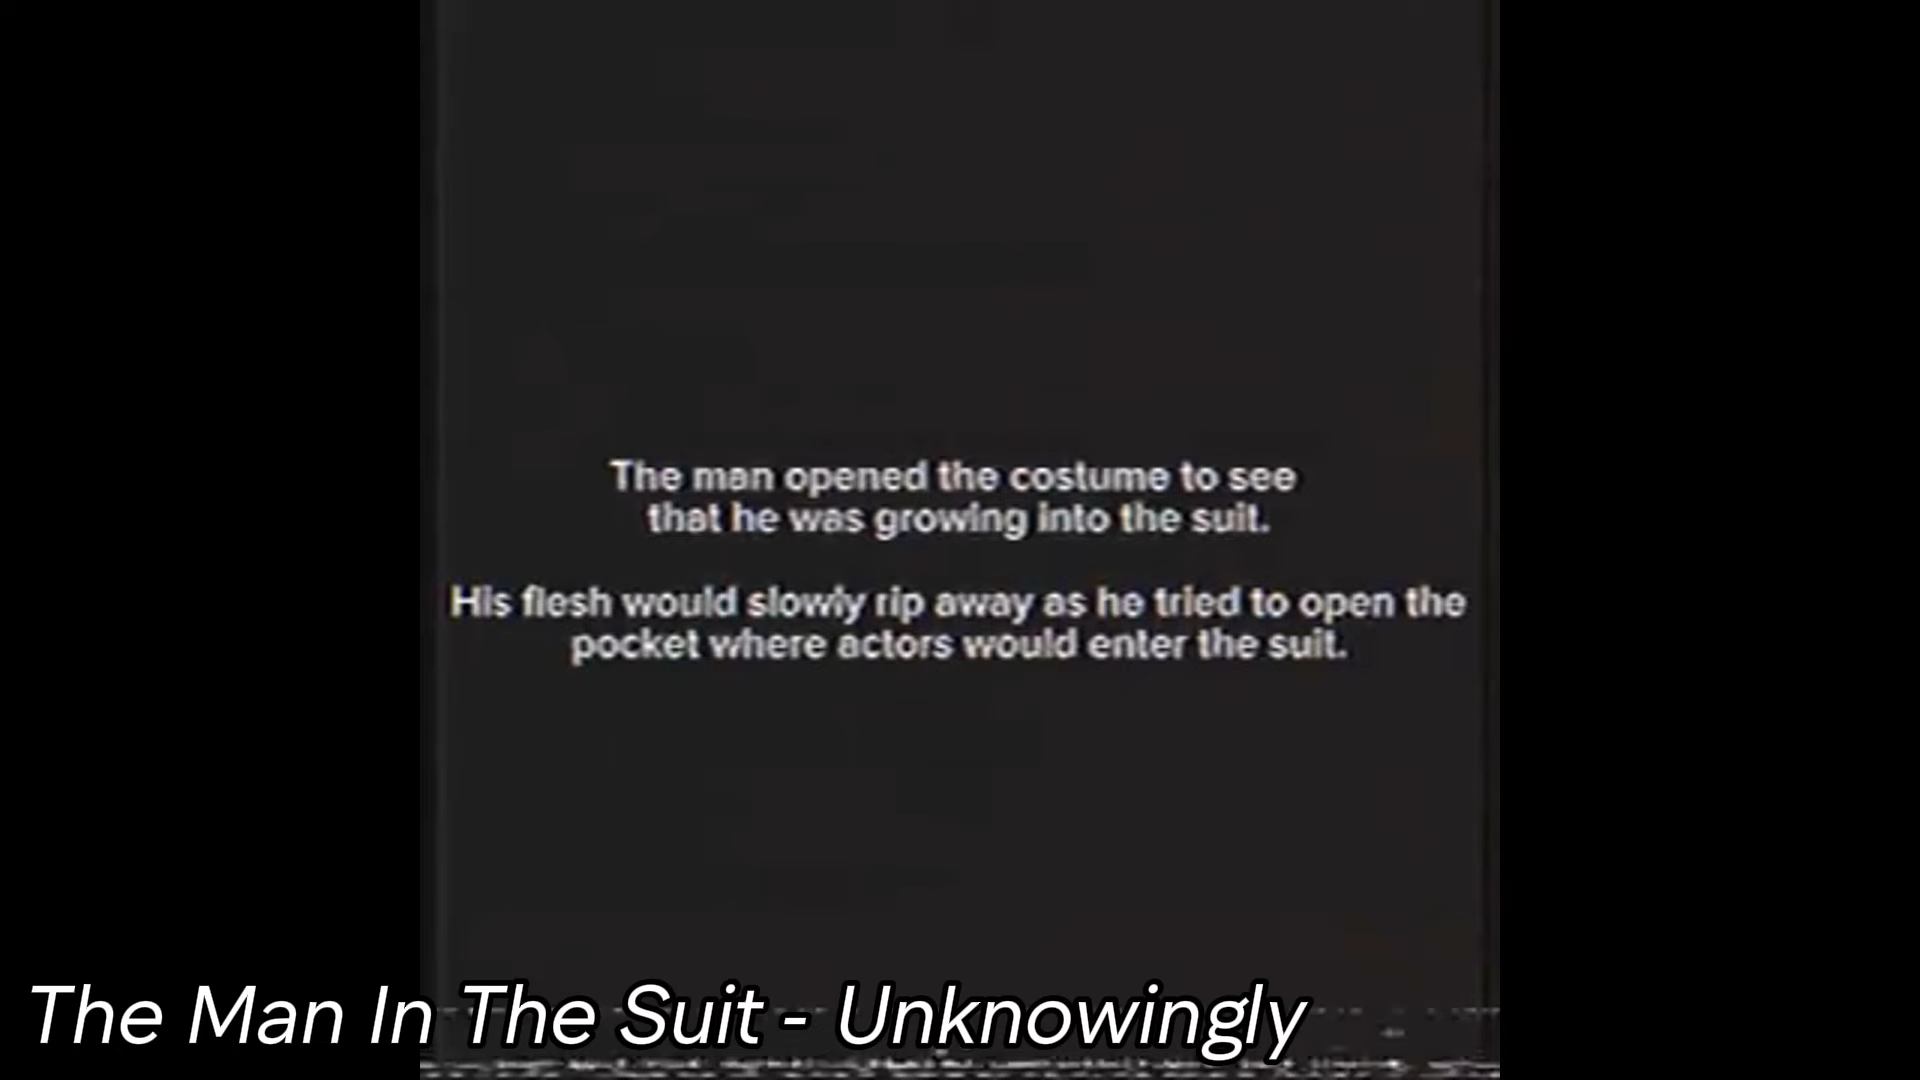 The man opened the costume to see
that he was growing into the suit.
His flesh would slowly rip away as he tried to open the
pocket where actors would enter the suit.
The Man In The Suit - Unknowingly